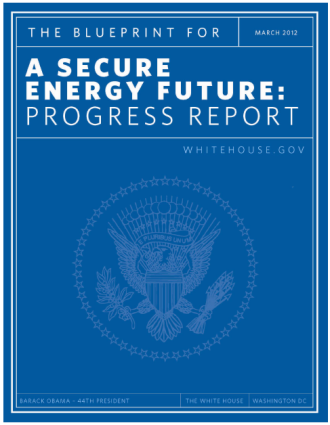 THE BLUEPRINT FOR
MARCH 2012
A SECURE
ENERGY FUTURE:
PROGRESS REPORT
WHITEHOUSE.GOV
BARACK OBAMA - 44TH PRESIDENT
THE WHITE HOUSE
WASHINGTON DC